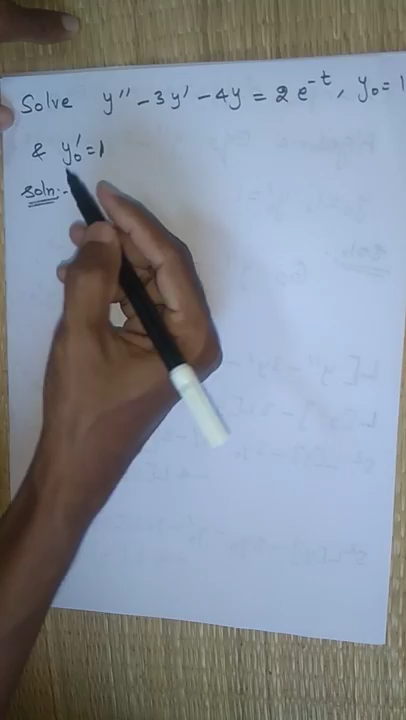 Solve y'' - 3y' - 4y = 2e^{-t}, y₀ = 1
& y₀' = 1
Soln:-